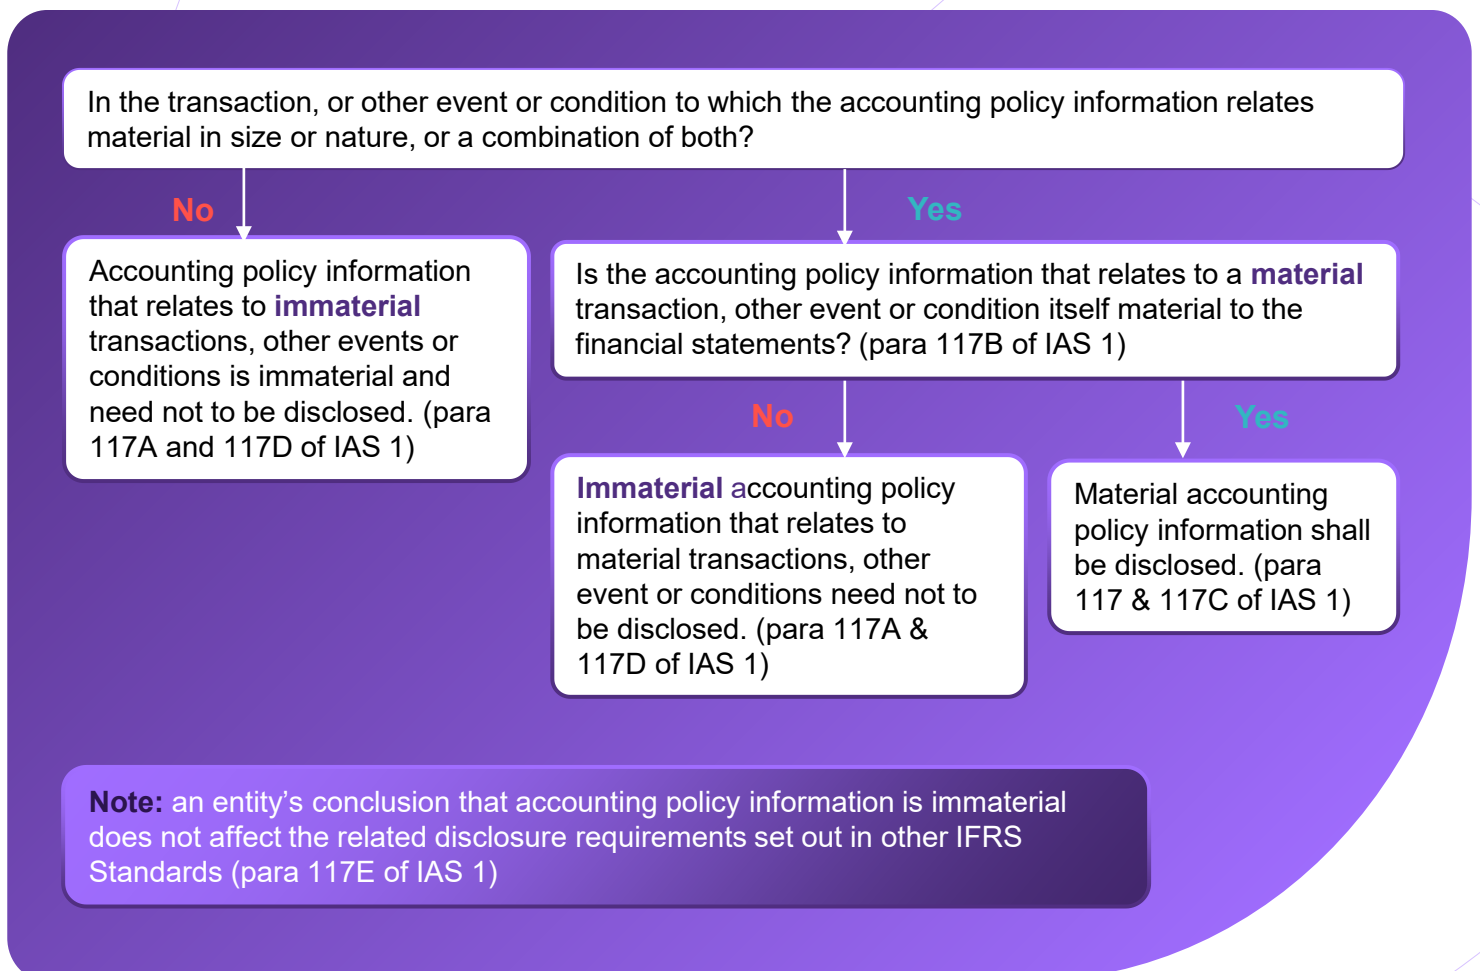 In the transaction, or other event or condition to which the accounting policy information relates
material in size or nature, or a combination of both?
No
Yes
Accounting policy information
that relates to immaterial
transactions, other events or
conditions is immaterial and
need not to be disclosed. (para
117A and 117D of IAS 1)
Is the accounting policy information that relates to a material
transaction, other event or condition itself material to the
financial statements? (para 117B of IAS 1)
No
Yes
Immaterial accounting policy
information that relates to
material transactions, other
event or conditions need not to
be disclosed. (para 117A &
117D of IAS 1)
Material accounting
policy information shall
be disclosed. (para
117 & 117C of IAS 1)
Note: an entity’s conclusion that accounting policy information is immaterial
does not affect the related disclosure requirements set out in other IFRS
Standards (para 117E of IAS 1)